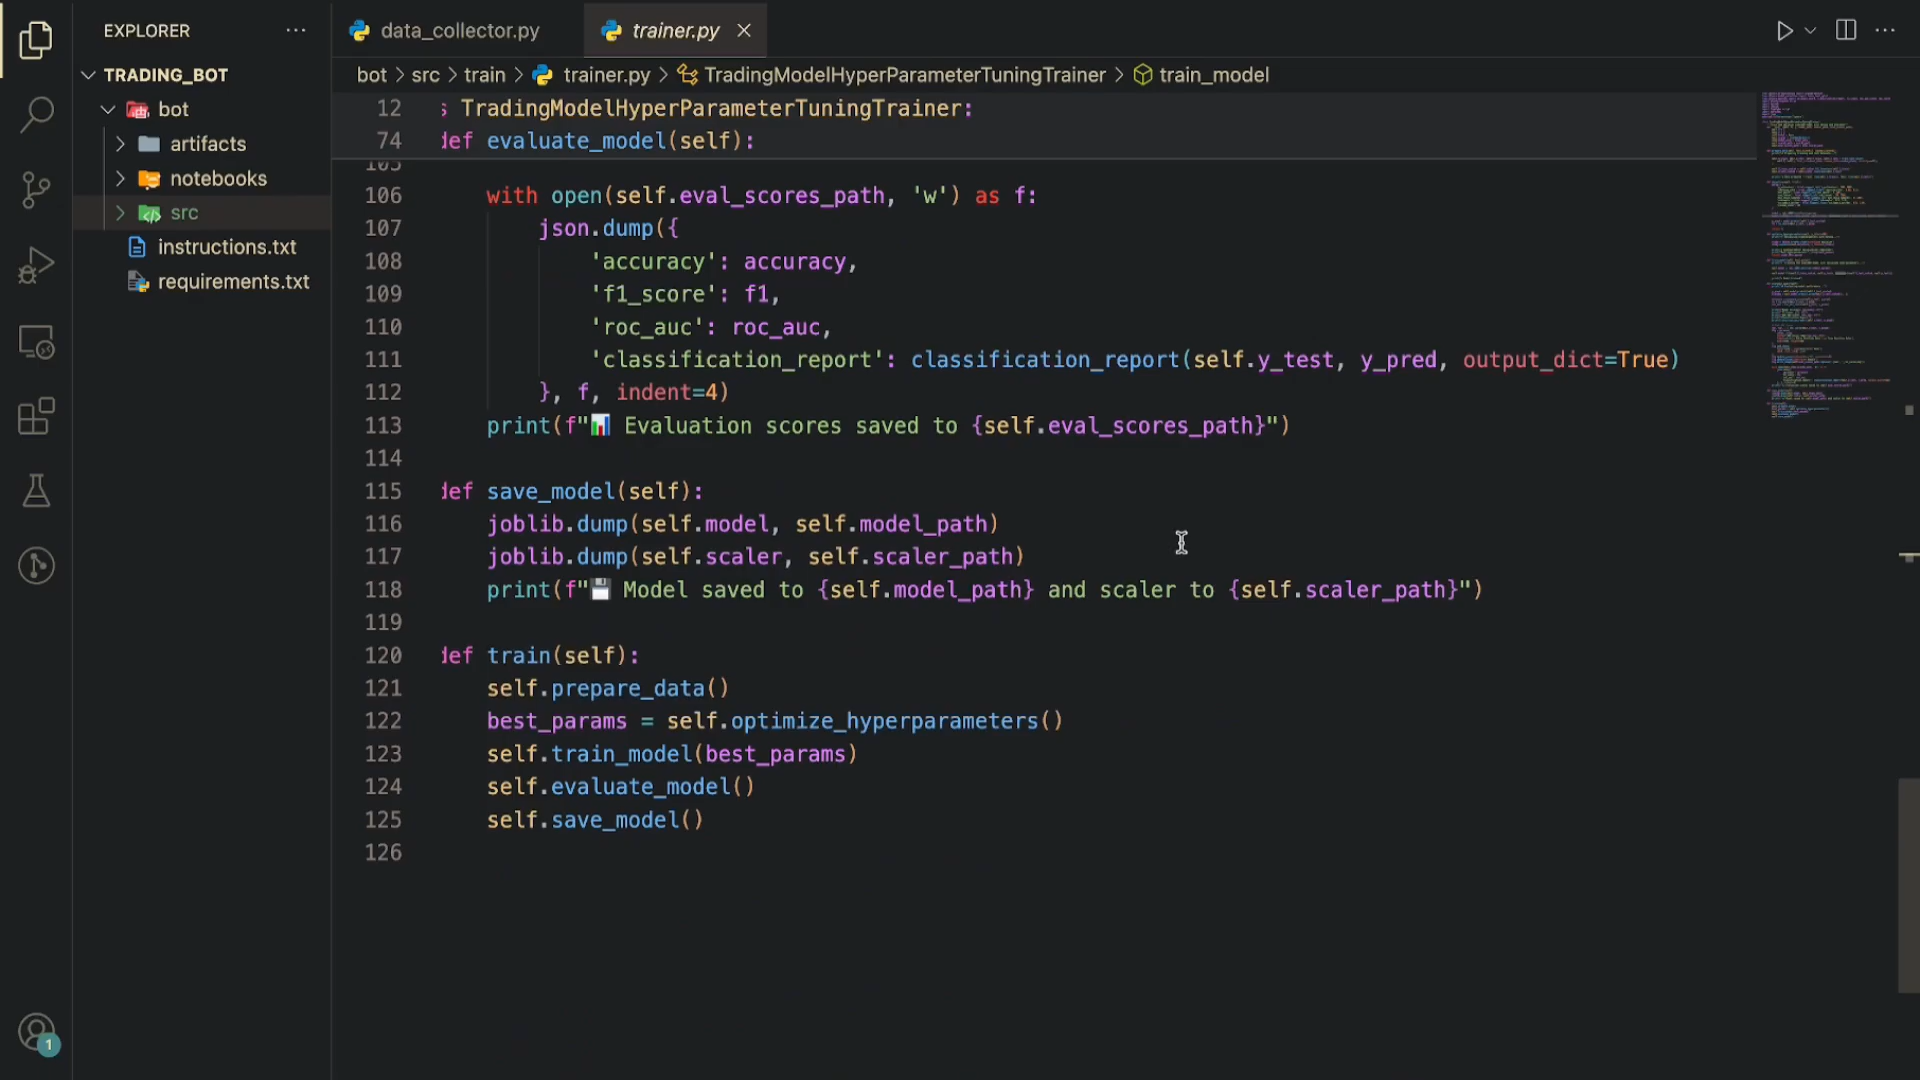 EXPLORER
data_collector.py
trainer.py
TRADING_BOT
bot > src > train > trainer.py > TradingModelHyperParameterTuningTrainer > train_model
bot
artifacts
notebooks
src
instructions.txt
requirements.txt
1
12 s TradingModelHyperParameterTuningTrainer:
74 def evaluate_model(self):
105
106 with open(self.eval_scores_path, 'w') as f:
107 json.dump({
108 'accuracy': accuracy,
109 'f1_score': f1,
110 'roc_auc': roc_auc,
111 'classification_report': classification_report(self.y_test, y_pred, output_dict=True)
112 }, f, indent=4)
113 print(f"📊 Evaluation scores saved to {self.eval_scores_path}")
114
115 def save_model(self):
116 joblib.dump(self.model, self.model_path)
117 joblib.dump(self.scaler, self.scaler_path)
118 print(f"💾 Model saved to {self.model_path} and scaler to {self.scaler_path}")
119
120 def train(self):
121 self.prepare_data()
122 best_params = self.optimize_hyperparameters()
123 self.train_model(best_params)
124 self.evaluate_model()
125 self.save_model()
126